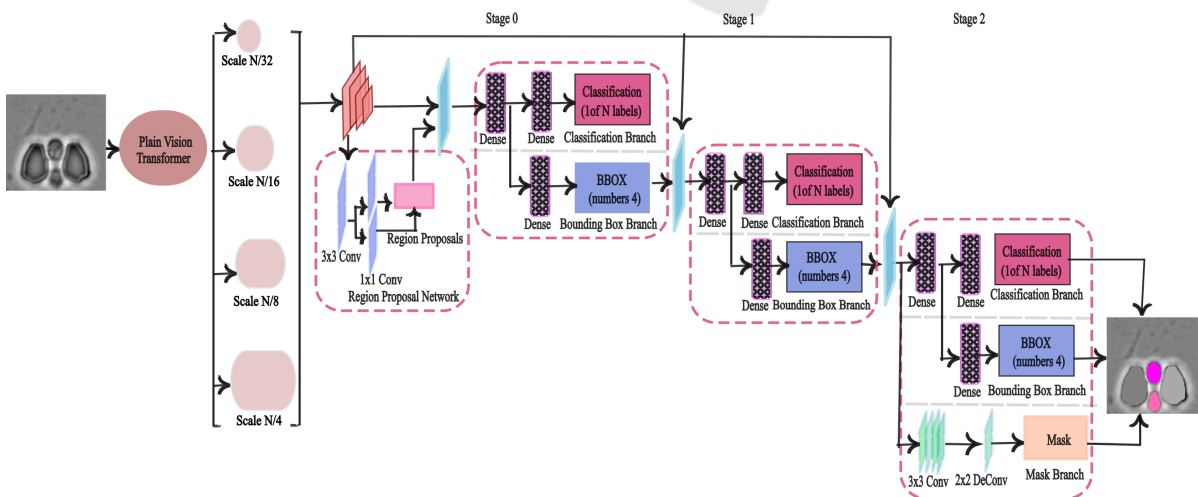 Stage 0
Stage 1
Stage 2
Plain Vision
Transformer
Scale N/32
Scale N/16
Scale N/8
Scale N/4
3x3 Conv
1x1 Conv
Region Proposals
Region Proposal Network
Dense
Dense
Classification
(1of N labels)
Classification Branch
Dense
BBOX
(numbers 4)
Bounding Box Branch
Dense
Dense
Classification
(1of N labels)
Classification Branch
Dense
BBOX
(numbers 4)
Bounding Box Branch
Dense
Dense
Classification
(1of N labels)
Classification Branch
Dense
BBOX
(numbers 4)
Bounding Box Branch
3x3 Conv
2x2 DeConv
Mask
Mask Branch